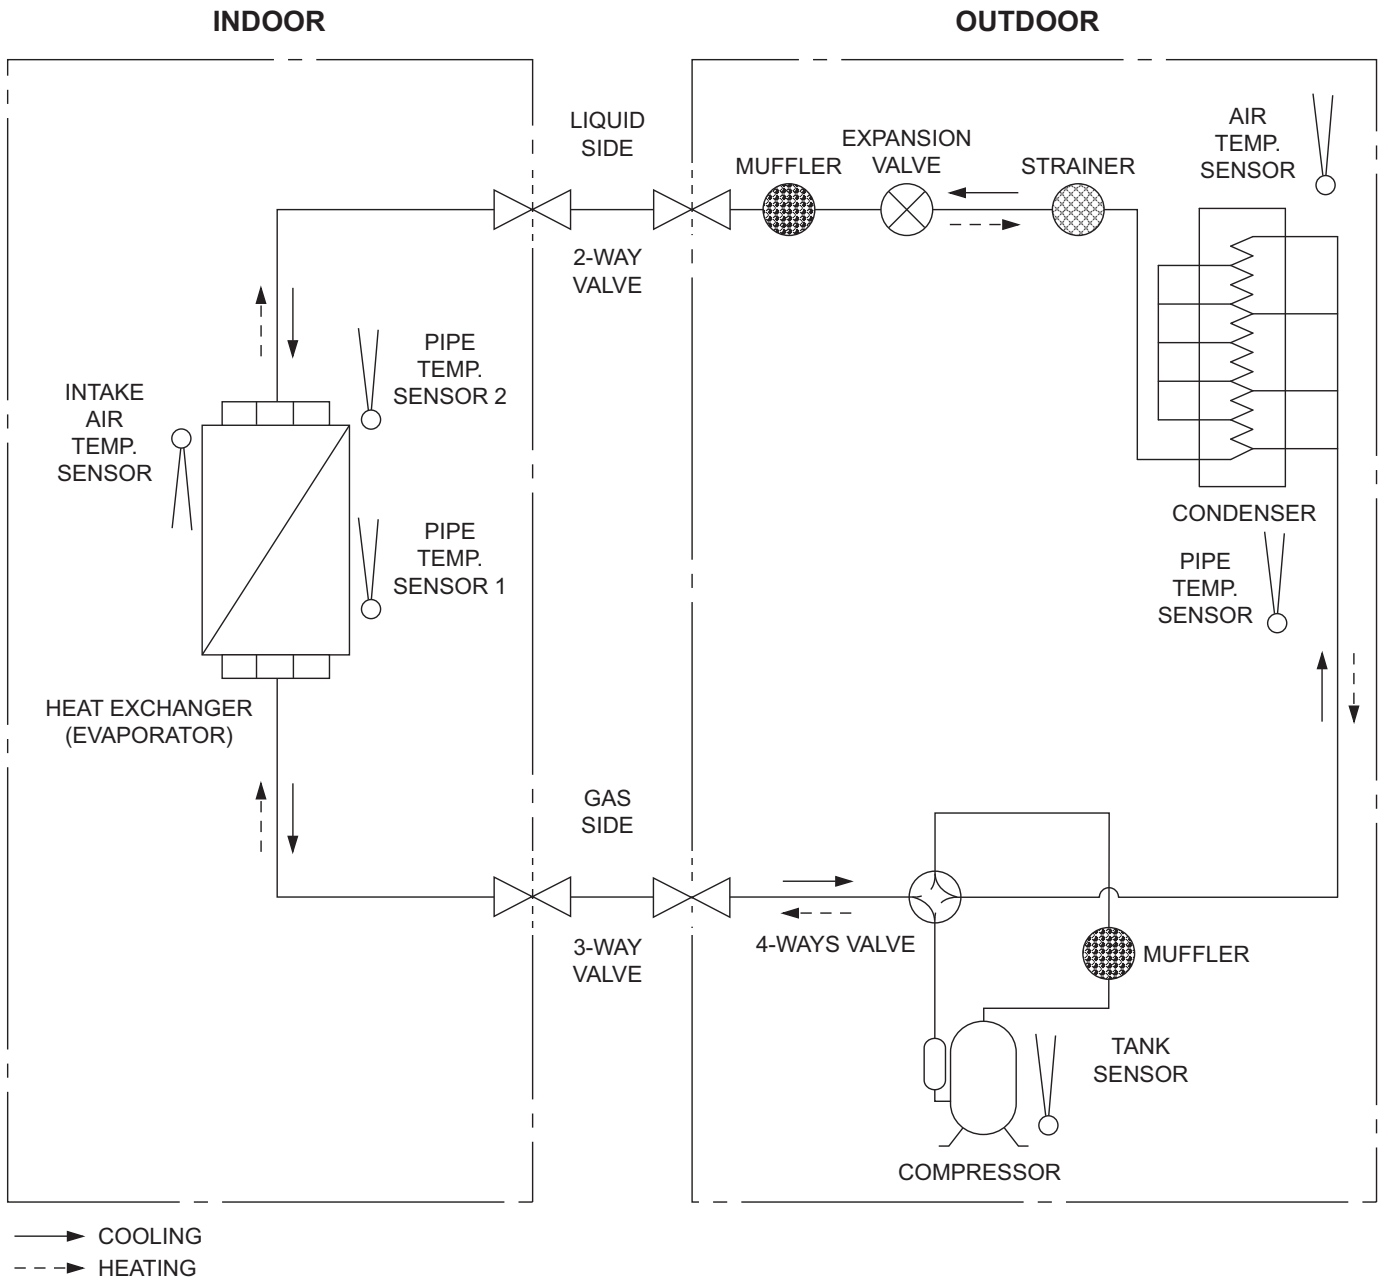 INDOOR
OUTDOOR
LIQUID
SIDE
2-WAY
VALVE
MUFFLER
EXPANSION
VALVE
STRAINER
AIR
TEMP.
SENSOR
PIPE
TEMP.
SENSOR 2
INTAKE
AIR
TEMP.
SENSOR
PIPE
TEMP.
SENSOR 1
CONDENSER
PIPE
TEMP.
SENSOR
HEAT EXCHANGER
(EVAPORATOR)
GAS
SIDE
3-WAY
VALVE
4-WAYS VALVE
MUFFLER
TANK
SENSOR
COMPRESSOR
COOLING
HEATING